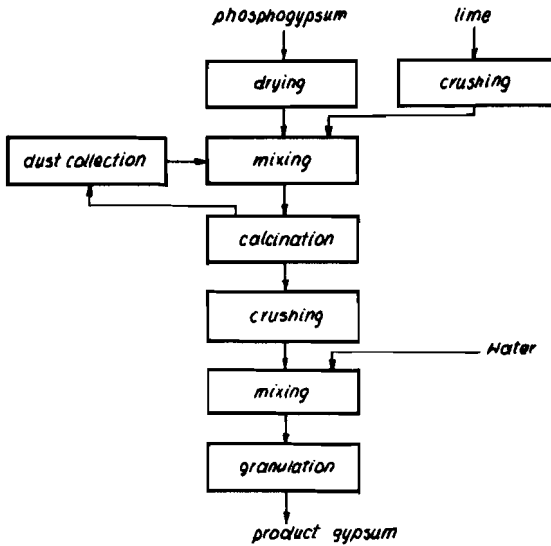 phosphogypsum
lime
drying
crushing
dust collection
mixing
calcination
crushing
Water
mixing
granulation
product gypsum